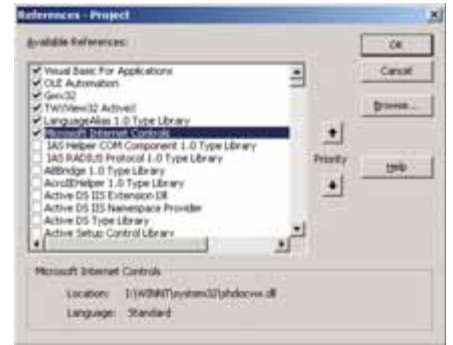 References - Project
Available References:
OK
Visual Basic For Applications
Cancel
OLE Automation
TWXView32 ActiveX
Browse...
LanguageAlias 1.0 Type Library
Microsoft Internet Controls
IAS Helper COM Component 1.0 Type Library
IAS RADIUS Protocol 1.0 Type Library
Priority
Help
AllBridge 1.0 Type Library
AcroIEHelper 1.0 Type Library
Active DS IIS Extension Dll
Active DS IIS Namespace Provider
Active DS Type Library
Active Setup Control Library
Microsoft Internet Controls
Location:
Language: Standard